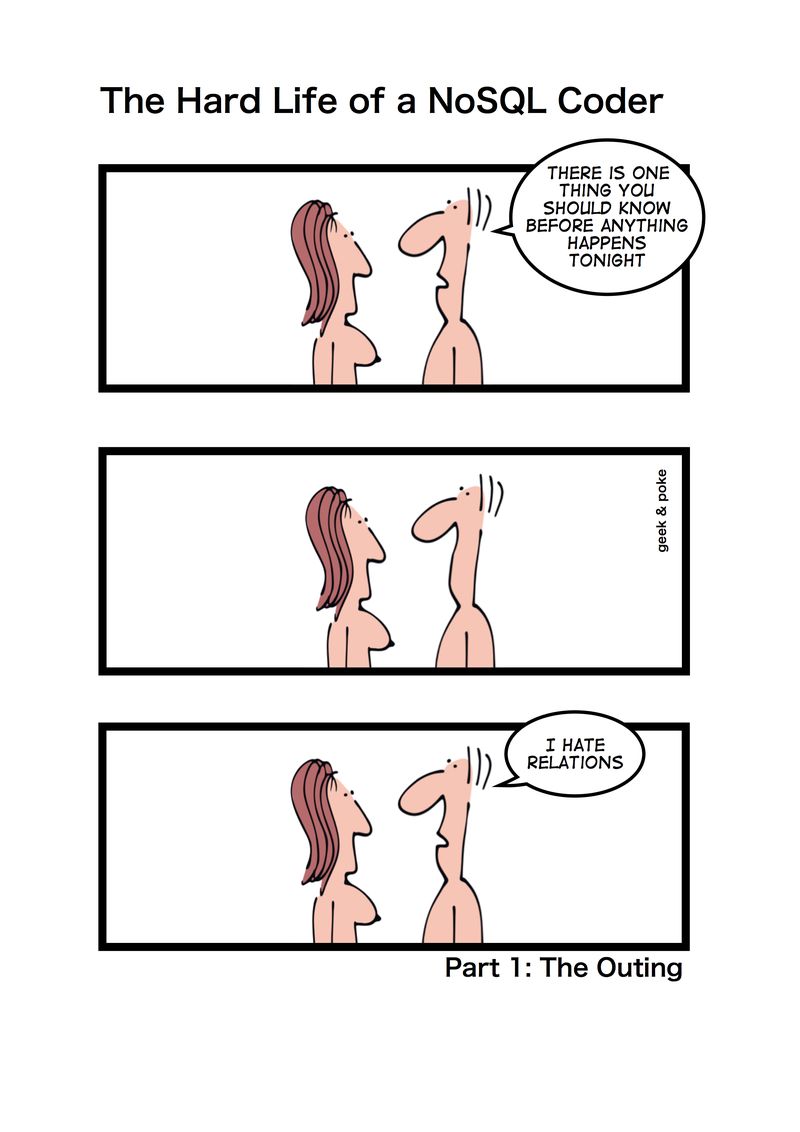 The Hard Life of a NoSQL Coder
THERE IS ONE
THING YOU
SHOULD KNOW
BEFORE ANYTHING
HAPPENS
TONIGHT
geek & poke
I HATE
RELATIONS
Part 1: The Outing